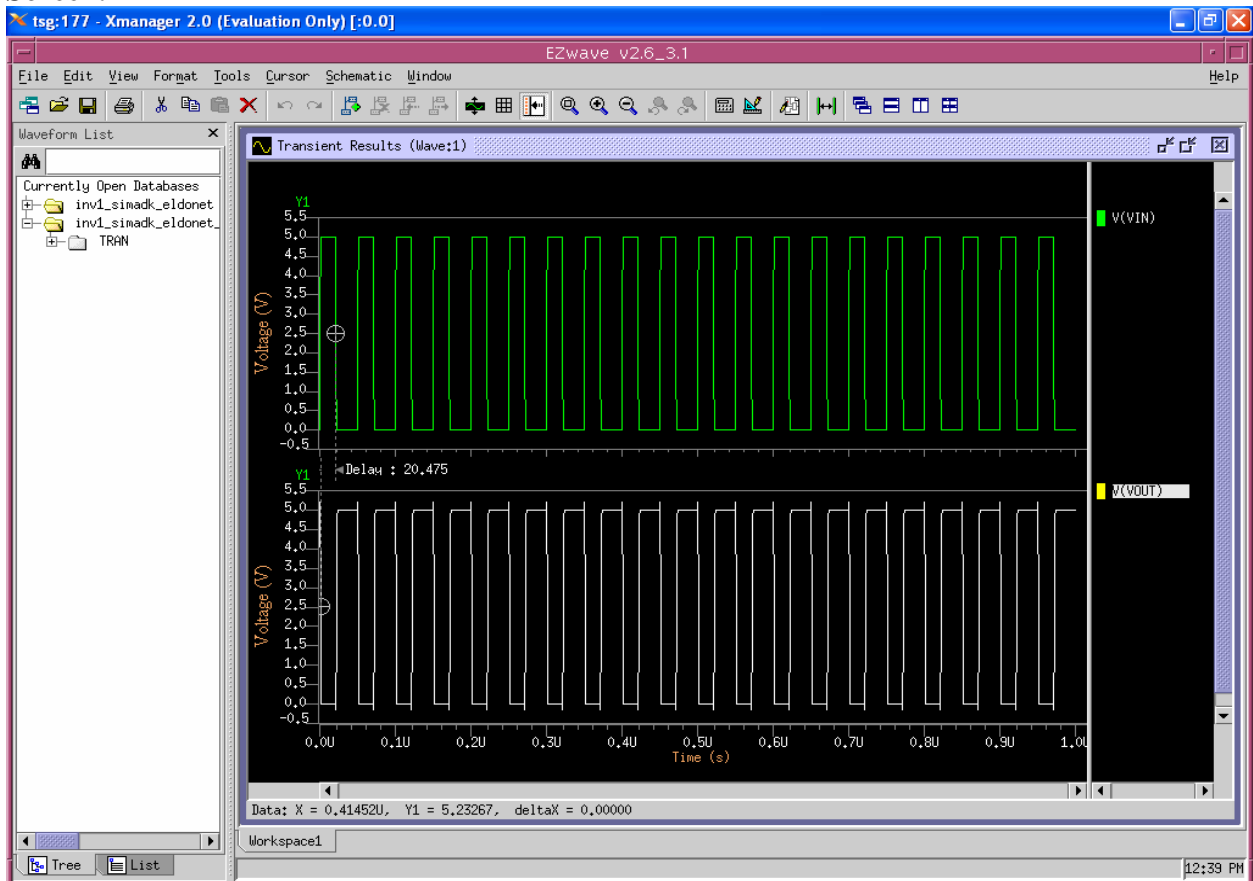 tsg:177 - Xmanager 2.0 (Evaluation Only) [:0.0]
EZwave v2.6_3.1
File Edit View Format Tools Cursor Schematic Window Help
Waveform List
Transient Results (Wave:1)
Currently Open Databases
inv1_simadk_eldonet
inv1_simadk_eldonet_
TRAN
Y1
5.5
5.0
4.5
4.0
3.5
3.0
2.5
2.0
1.5
1.0
0.5
0.0
-0.5
Voltage (V)
V(VIN)
Delay : 20.475
Y1
5.5
5.0
4.5
4.0
3.5
3.0
2.5
2.0
1.5
1.0
0.5
0.0
-0.5
Voltage (V)
V(VOUT)
0.0U 0.1U 0.2U 0.3U 0.4U 0.5U 0.6U 0.7U 0.8U 0.9U 1.0U
Time (s)
Data: X = 0.41452U, Y1 = 5.23267, deltaX = 0.00000
Workspace1
Tree List
12:39 PM